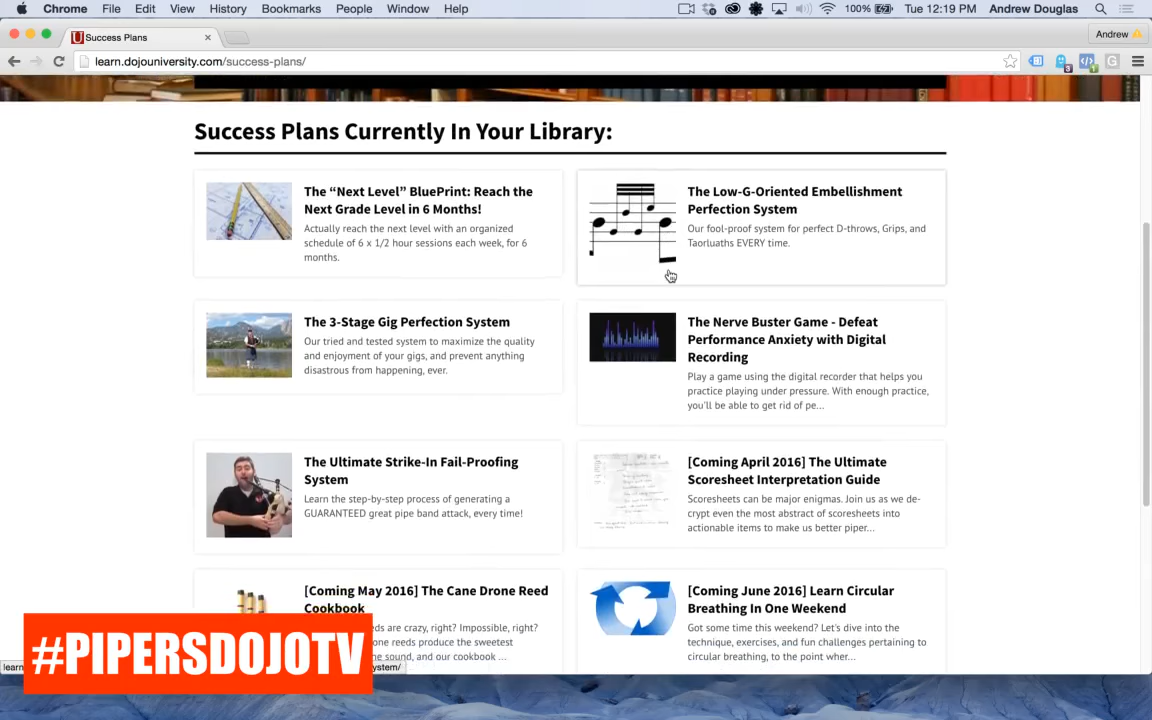 Chrome File Edit View History Bookmarks People Window Help 100% Tue 12:19 PM Andrew Douglas
Success Plans Andrew
learn.dojouniversity.com/success-plans/
Success Plans Currently In Your Library:
The “Next Level” BluePrint: Reach the
Next Grade Level in 6 Months!
Actually reach the next level with an organized
schedule of 6 x 1/2 hour sessions each week, for 6
months.
The Low-G-Oriented Embellishment
Perfection System
Our fool-proof system for perfect D-throws, Grips, and
Taorluaths EVERY time.
The 3-Stage Gig Perfection System
Our tried and tested system to maximize the quality
and enjoyment of your gigs, and prevent anything
disastrous from happening, ever.
The Nerve Buster Game - Defeat
Performance Anxiety with Digital
Recording
Play a game using the digital recorder that helps you
practice playing under pressure. With enough practice,
you'll be able to get rid of pe...
The Ultimate Strike-In Fail-Proofing
System
Learn the step-by-step process of generating a
GUARANTEED great pipe band attack, every time!
[Coming April 2016] The Ultimate
Scoresheet Interpretation Guide
Scoresheets can be major enigmas. Join us as we de-
crypt even the most abstract of scoresheets into
actionable items to make us better piper...
[Coming May 2016] The Cane Drone Reed
Cookbook
eds are crazy, right? Impossible, right?
one reeds produce the sweetest
e sound, and our cookbook ...
[Coming June 2016] Learn Circular
Breathing In One Weekend
Got some time this weekend? Let's dive into the
technique, exercises, and fun challenges pertaining to
circular breathing, to the point wher...
#PIPERSDOJOTV
learn
ystem/